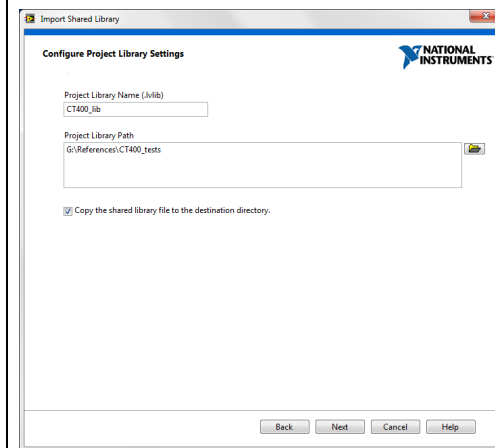 Import Shared Library
Configure Project Library Settings
NATIONAL
INSTRUMENTS
Project Library Name (.lvlib)
CT400_lib
Project Library Path
G:\References\CT400_tests
Copy the shared library file to the destination directory.
Back
Next
Cancel
Help